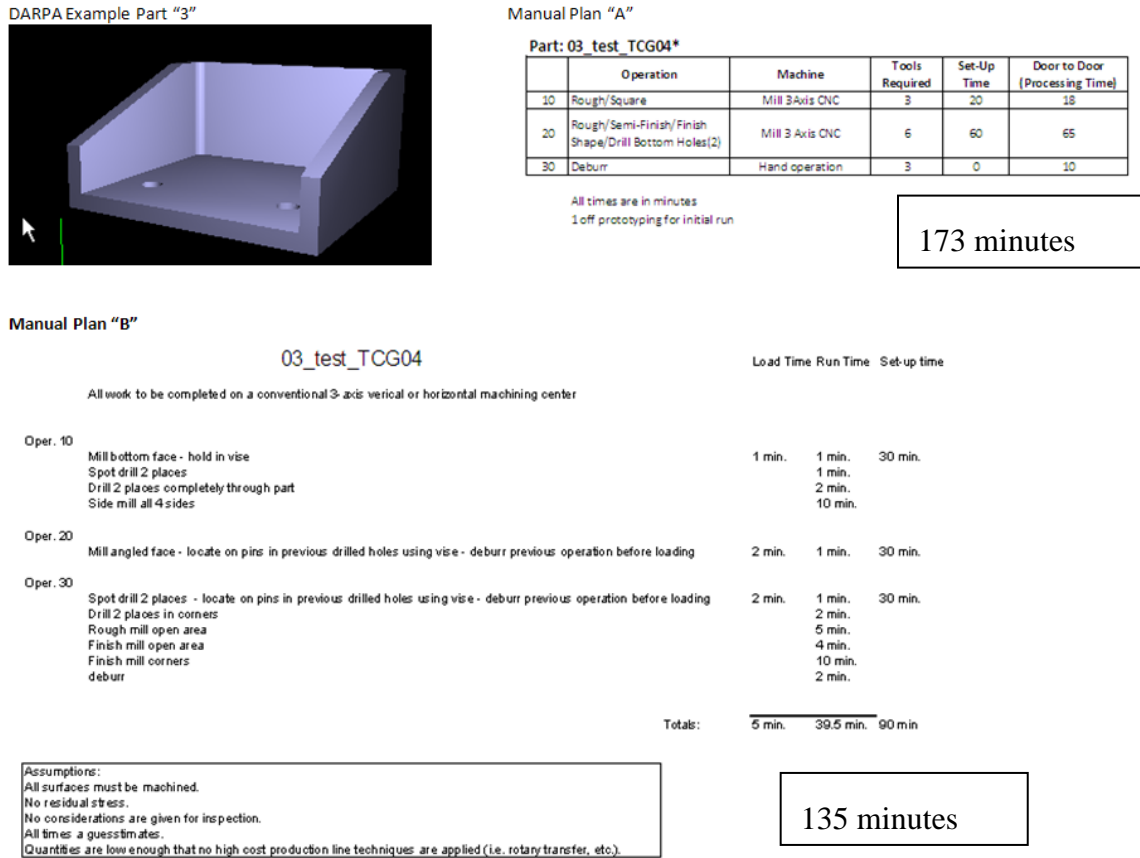 DARPA Example Part “3”
Manual Plan “A”
Part: 03_test_TCG04*
Operation Machine Tools Required Set-Up Time Door to Door (Processing Time)
10 Rough/Square Mill 3Axis CNC 3 20 18
20 Rough/Semi-Finish/Finish Shape/Drill Bottom Holes(2) Mill 3 Axis CNC 6 60 65
30 Deburr Hand operation 3 0 10
All times are in minutes
1 off prototyping for initial run
173 minutes
Manual Plan “B”
03_test_TCG04
Load Time Run Time Set-up time
All work to be completed on a conventional 3- axis verical or horizontal machining center
Oper. 10
Mill bottom face - hold in vise 1 min. 1 min. 30 min.
Spot drill 2 places 1 min.
Drill 2 places completely through part 2 min.
Side mill all 4 sides 10 min.
Oper. 20
Mill angled face - locate on pins in previous drilled holes using vise - deburr previous operation before loading 2 min. 1 min. 30 min.
Oper. 30
Spot drill 2 places - locate on pins in previous drilled holes using vise - deburr previous operation before loading 2 min. 1 min. 30 min.
Drill 2 places in corners 2 min.
Rough mill open area 5 min.
Finish mill open area 4 min.
Finish mill corners 10 min.
deburr 2 min.
Totals: 5 min. 39.5 min. 90 min
Assumptions:
All surfaces must be machined.
No residual stress.
No considerations are given for inspection.
All times a guesstimates.
Quantities are low enough that no high cost production line techniques are applied (i.e. rotary transfer, etc.).
135 minutes